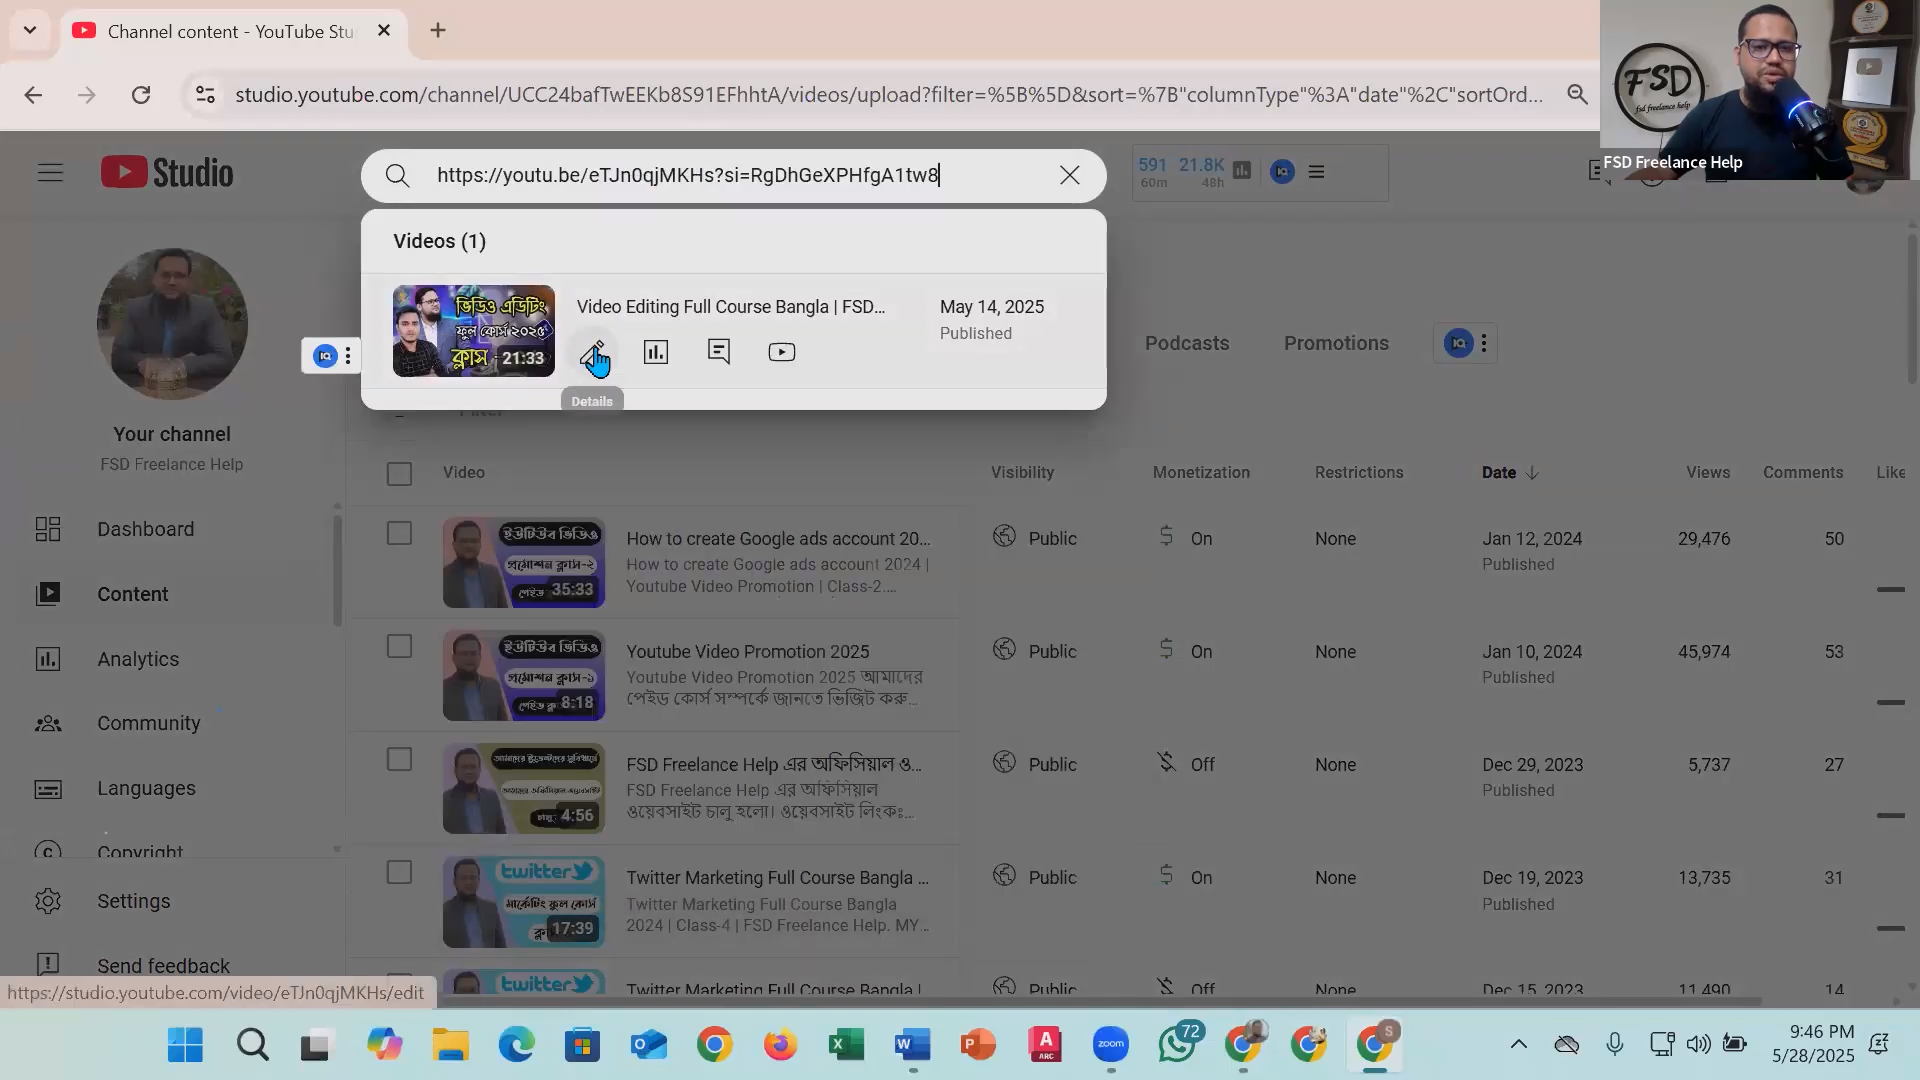 Channel content - YouTube Stu
studio.youtube.com/channel/UCC24bafTwEEKb8S91EFhhtA/videos/upload?filter=%5B%5D&sort=%7B"columnType"%3A"date"%2C"sortOrd...
FSD
fsd freelance help
FSD Freelance Help
Studio
https://youtu.be/eTJn0qjMKHs?si=RgDhGeXPHfgA1tw8
591 21.8K
60m 48h
Videos (1)
ভিডিও এডিটিং
ফুল কোর্স ২০২৫
ক্লাস - 21:33
Video Editing Full Course Bangla | FSD...
May 14, 2025
Published
Details
Filter
Podcasts
Promotions
Your channel
FSD Freelance Help
Dashboard
Content
Analytics
Community
Languages
Copyright
Settings
Send feedback
Video Visibility Monetization Restrictions Date Views Comments Like
ইউটিউব ভিডিও
প্রমোশন ক্লাস-২
পেইড 35:33
How to create Google ads account 20...
How to create Google ads account 2024 |
Youtube Video Promotion | Class-2....
Public On None Jan 12, 2024 29,476 50
Published
ইউটিউব ভিডিও
প্রমোশন ক্লাস-১
পেইড 8:18
Youtube Video Promotion 2025
Youtube Video Promotion 2025 আমাদের
পেইড কোর্স সম্পর্কে জানতে ভিজিট করু...
Public On None Jan 10, 2024 45,974 53
Published
4:56
FSD Freelance Help এর অফিসিয়াল ও...
FSD Freelance Help এর অফিসিয়াল
ওয়েবসাইট চালু হলো। ওয়েবসাইট লিংকঃ...
Public Off None Dec 29, 2023 5,737 27
Published
twitter
মার্কেটিং ফুল কোর্স
17:39
Twitter Marketing Full Course Bangla ...
Twitter Marketing Full Course Bangla
2024 | Class-4 | FSD Freelance Help. MY...
Public On None Dec 19, 2023 13,735 31
Published
twitter
Twitter Marketing Full Course Bangla |
Public Off None Dec 15, 2023 11,490 14
https://studio.youtube.com/video/eTJn0qjMKHs/edit
zoom
72
9:46 PM
5/28/2025